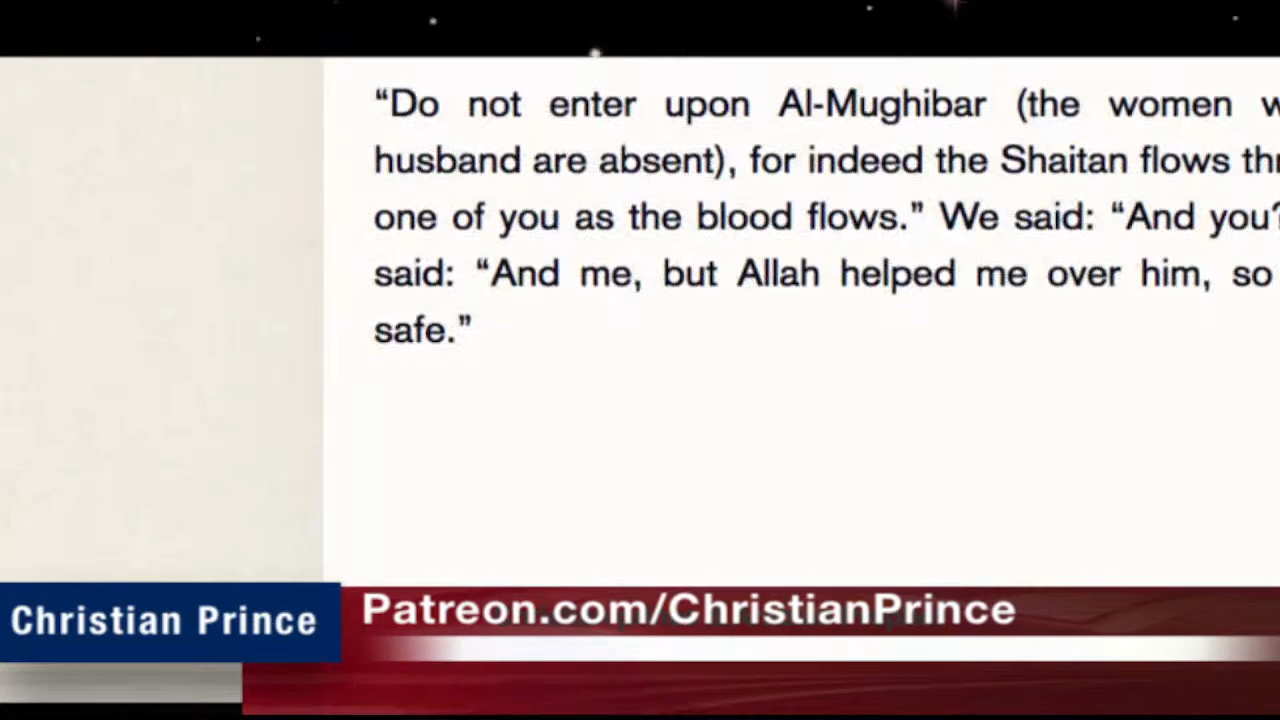 “Do not enter upon Al-Mughibar (the women
husband are absent), for indeed the Shaitan flows
one of you as the blood flows.” We said: “And you?
said: “And me, but Allah helped me over him, so
safe.”
Christian Prince
Patreon.com/ChristianPrince